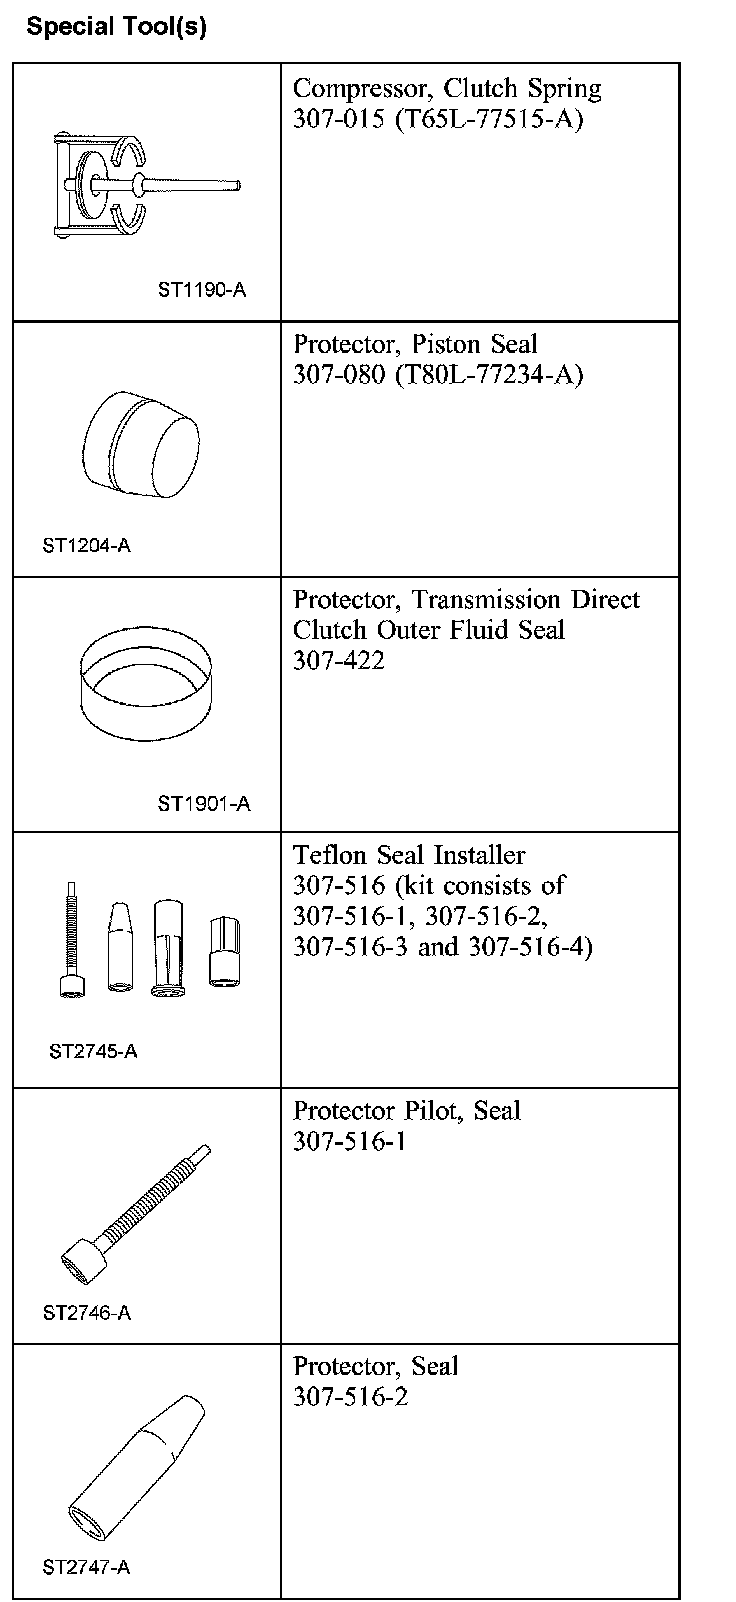 Special Tool(s)
Compressor, Clutch Spring
307-015 (T65L-77515-A)
ST1190-A
Protector, Piston Seal
307-080 (T80L-77234-A)
ST1204-A
Protector, Transmission Direct
Clutch Outer Fluid Seal
307-422
ST1901-A
Teflon Seal Installer
307-516 (kit consists of
307-516-1, 307-516-2,
307-516-3 and 307-516-4)
ST2745-A
Protector Pilot, Seal
307-516-1
ST2746-A
Protector, Seal
307-516-2
ST2747-A